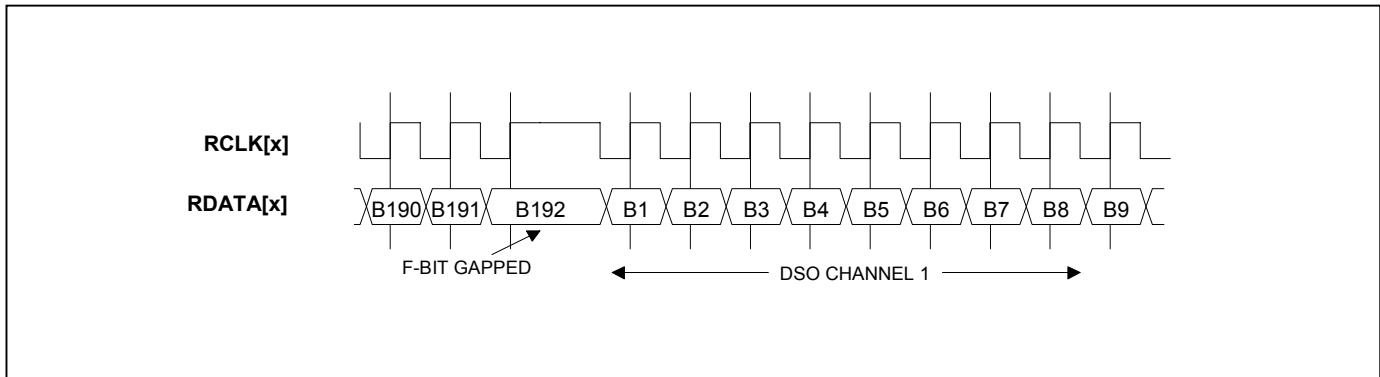 RCLK[x]
RDATA[x] B190 B191 B192 B1 B2 B3 B4 B5 B6 B7 B8 B9
F-BIT GAPPED
DSO CHANNEL 1